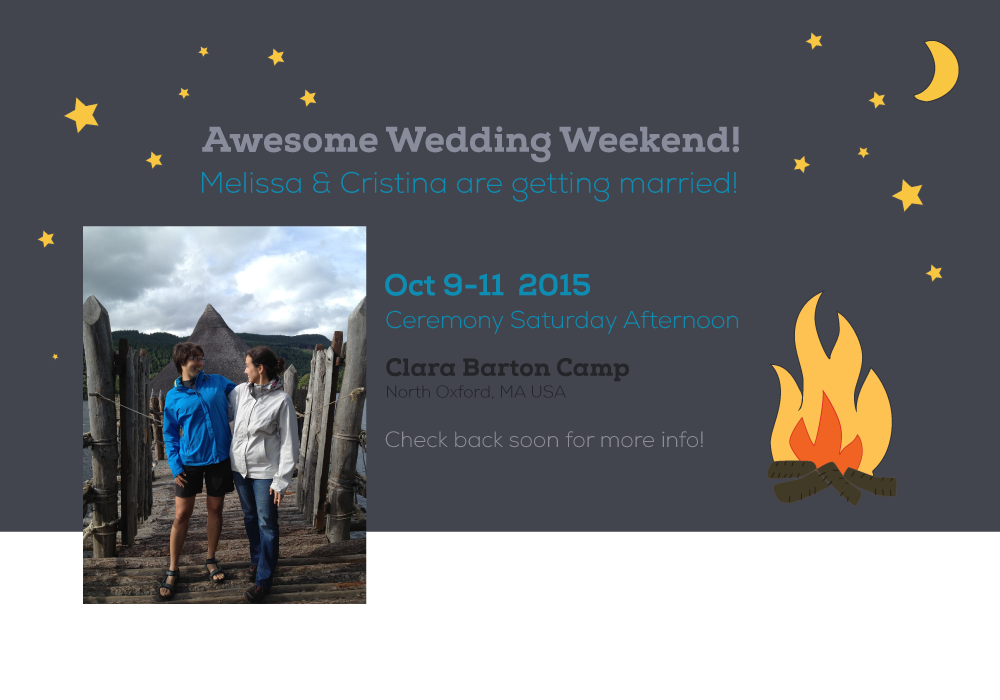 Awesome Wedding Weekend!
Melissa & Cristina are getting married!
Oct 9-11 2015
Ceremony Saturday Afternoon
Clara Barton Camp
North Oxford, MA USA
Check back soon for more info!